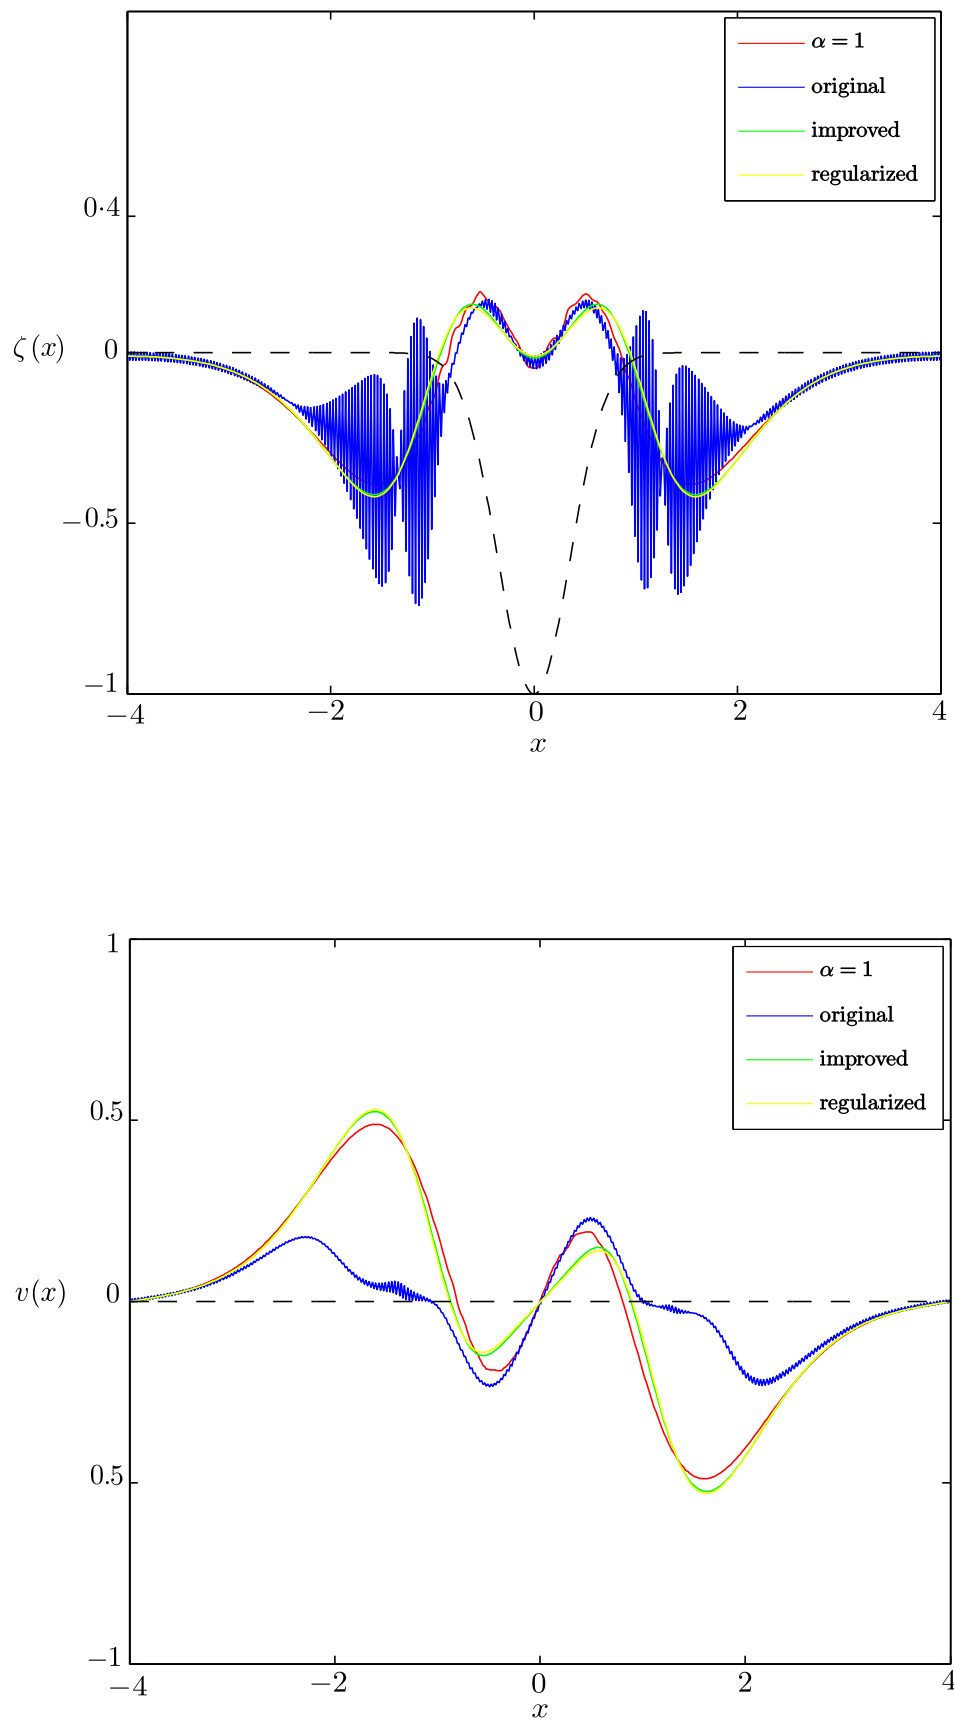 α = 1
original
improved
regularized
0·4
ζ (x)
0
−0.5
−1
−4
−2
0
2
4
x
1
α = 1
original
improved
regularized
0.5
v(x)
0
0.5
−1
−4
−2
0
2
4
x